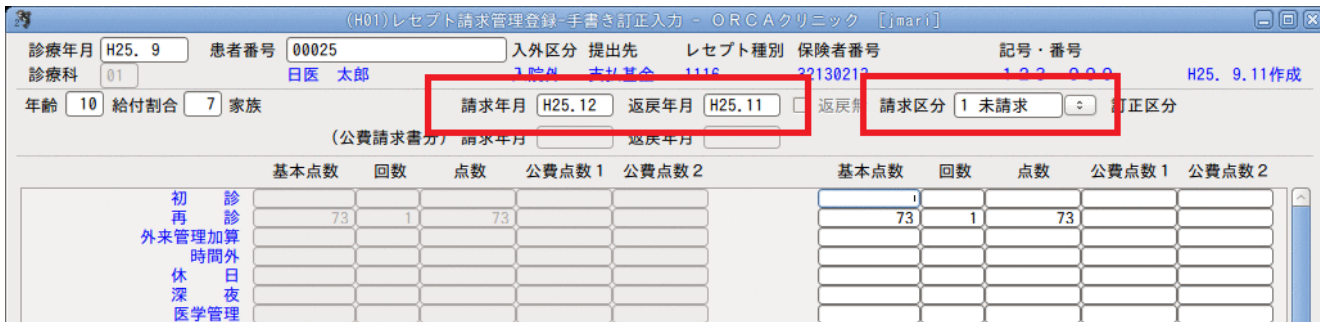 (H01)レセプト請求管理登録-手書き訂正入力 - ORCAクリニック [jmari]
診療年月 H25. 9 患者番号 00025 入外区分 提出先 レセプト種別 保険者番号 記号・番号
診療科 01 日医 太郎 入院外 支払基金 1116 32130213 123 999 H25. 9.11作成
年齢 10 給付割合 7 家族 請求年月 H25.12 返戻年月 H25.11 返戻無 請求区分 1 未請求 訂正区分
(公費請求書分) 請求年月 返戻年月
基本点数 回数 点数 公費点数1 公費点数2 基本点数 回数 点数 公費点数1 公費点数2
初 診
再 診 73 1 73 73 1 73
外来管理加算
時間外
休 日
深 夜
医学管理